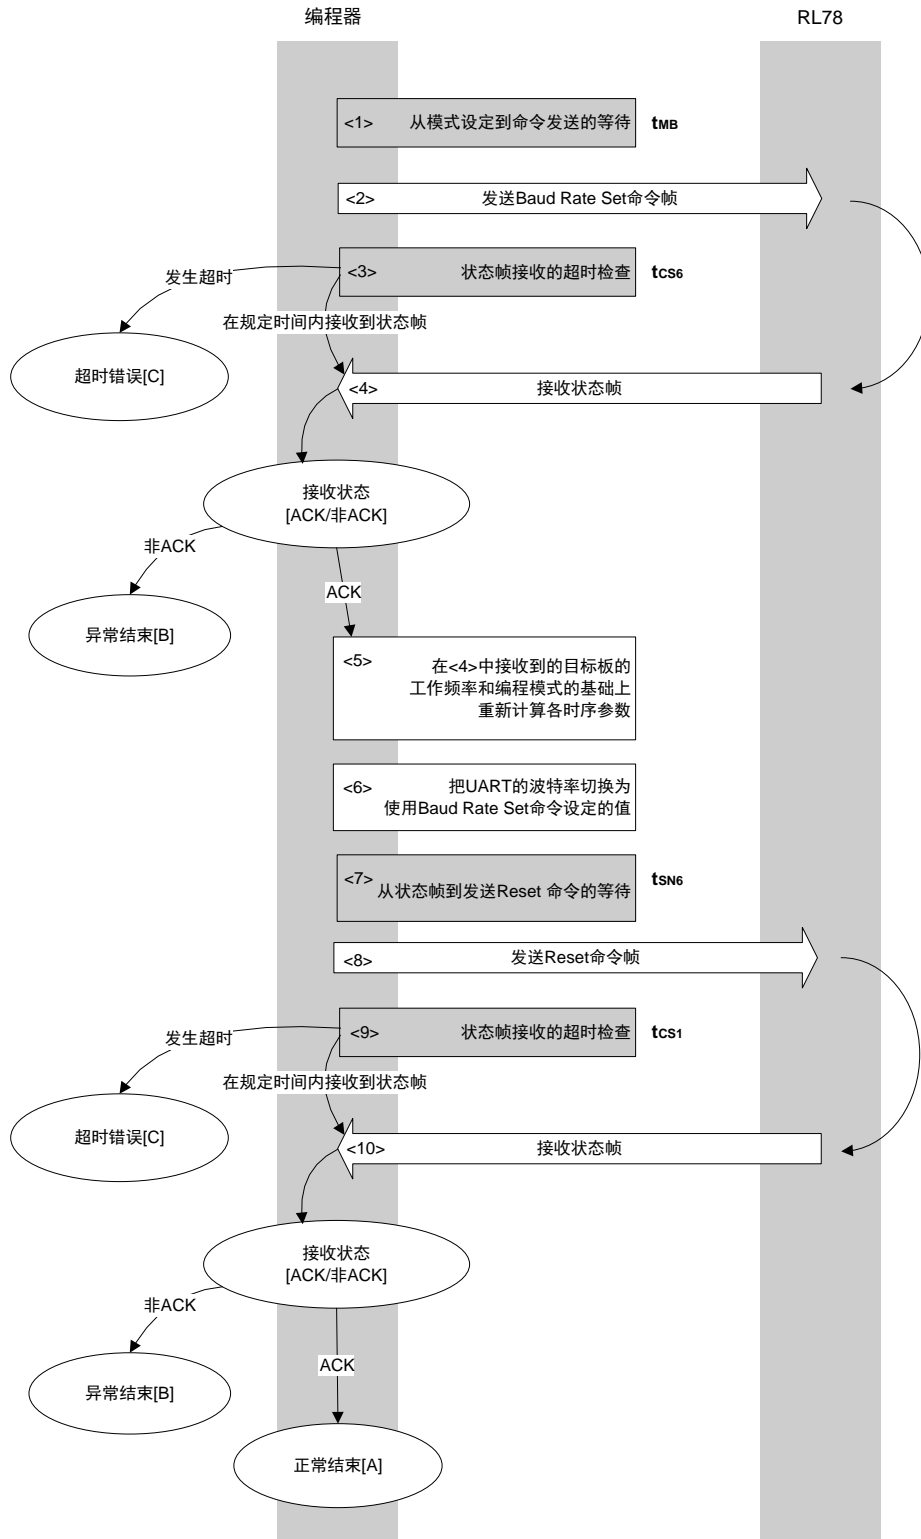 编程器
RL78
<1> 从模式设定到命令发送的等待 tMB
<2> 发送Baud Rate Set命令帧
<3> 状态帧接收的超时检查 tCS6
发生超时
在规定时间内接收到状态帧
超时错误[C]
<4> 接收状态帧
接收状态
[ACK/非ACK]
非ACK
ACK
异常结束[B]
<5> 在<4>中接收到的目标板的
工作频率和编程模式的基础上
重新计算各时序参数
<6> 把UART的波特率切换为
使用Baud Rate Set命令设定的值
<7> 从状态帧到发送Reset 命令的等待 tSN6
<8> 发送Reset命令帧
<9> 状态帧接收的超时检查 tCS1
发生超时
在规定时间内接收到状态帧
超时错误[C]
<10> 接收状态帧
接收状态
[ACK/非ACK]
非ACK
ACK
异常结束[B]
正常结束[A]